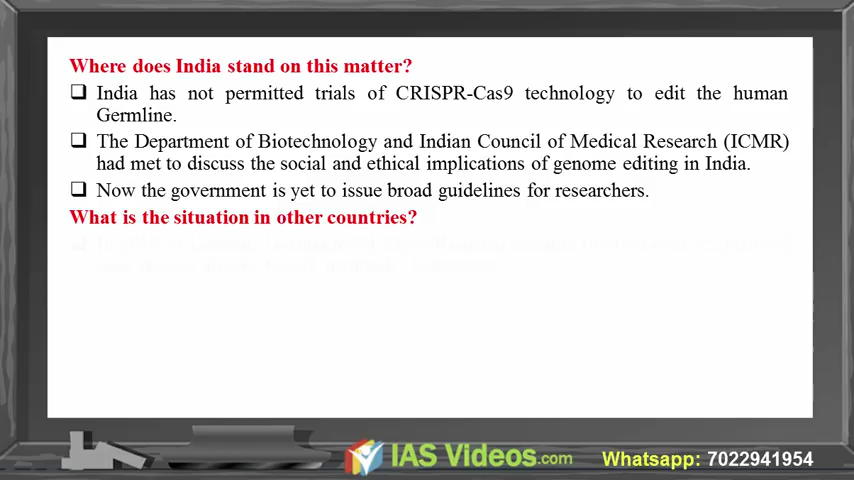 Where does India stand on this matter?
❑ India has not permitted trials of CRISPR-Cas9 technology to edit the human
Germline.
❑ The Department of Biotechnology and Indian Council of Medical Research (ICMR)
had met to discuss the social and ethical implications of genome editing in India.
❑ Now the government is yet to issue broad guidelines for researchers.
What is the situation in other countries?
IAS Videos.com
Whatsapp: 7022941954